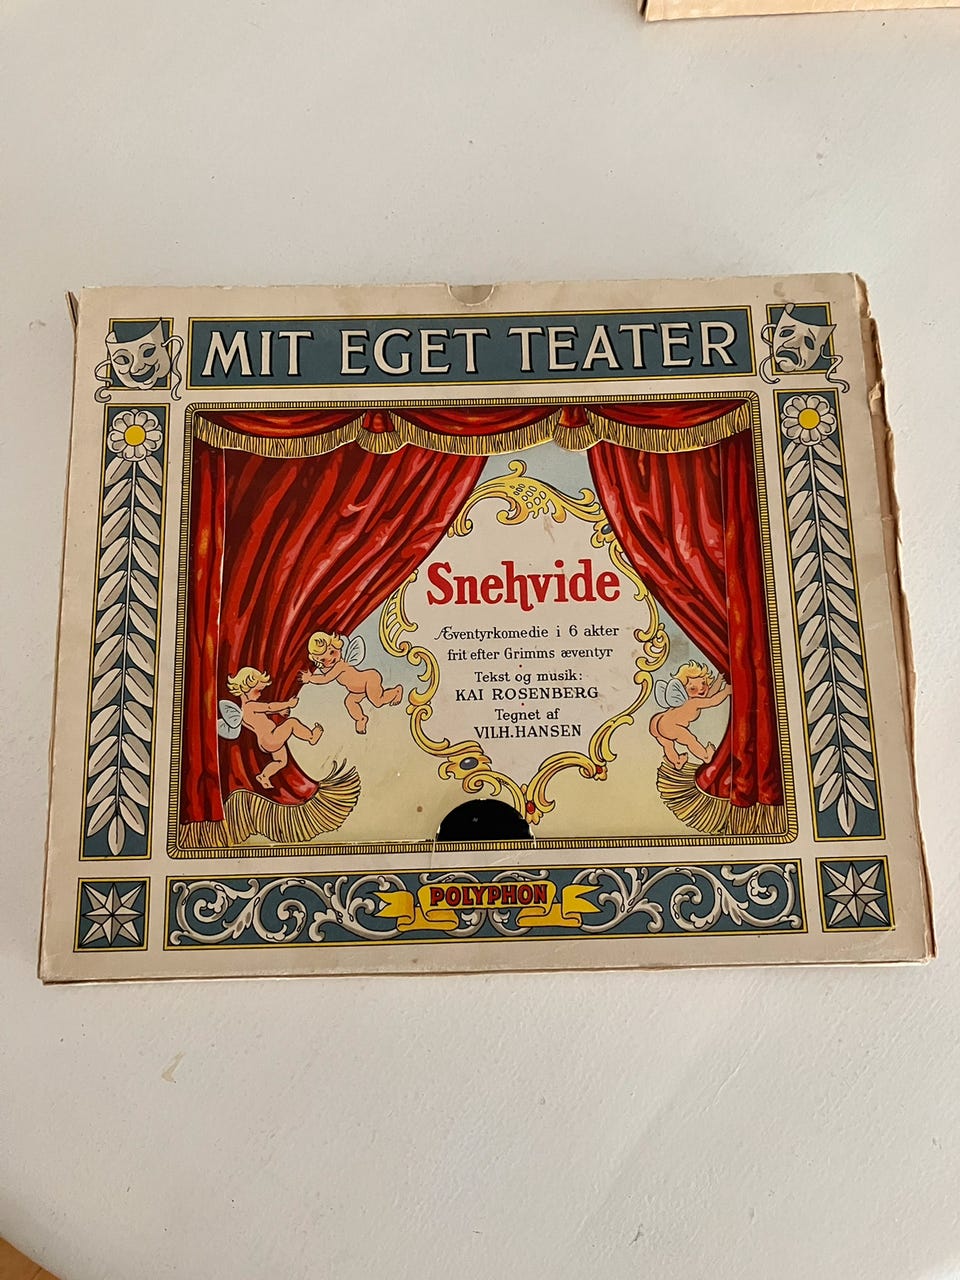 MIT EGET TEATER
Snehvide
Æventyrkomedie i 6 akter
frit efter Grimms æventyr
Tekst og musik:
KAI ROSENBERG
Tegnet af
VILH. HANSEN
POLYPHON